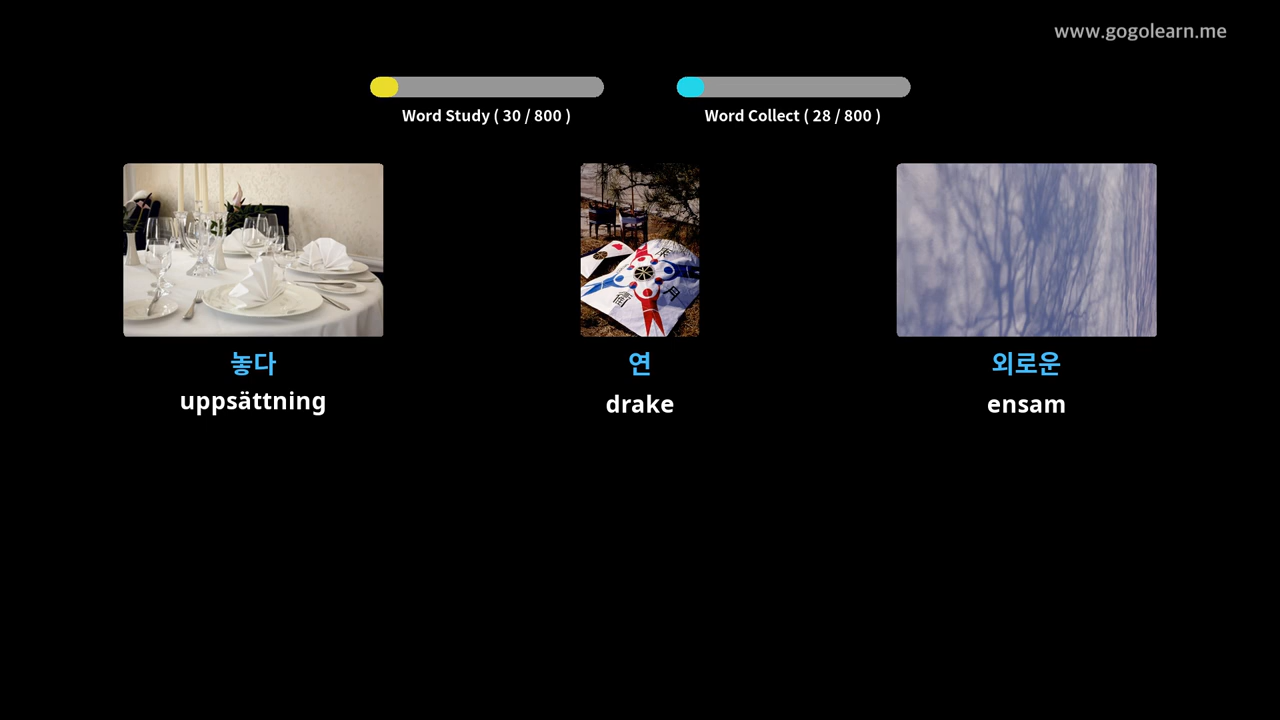 www.gogolearn.me
Word Study ( 30 / 800 )
Word Collect ( 28 / 800 )
놓다
연
외로운
uppsättning
drake
ensam